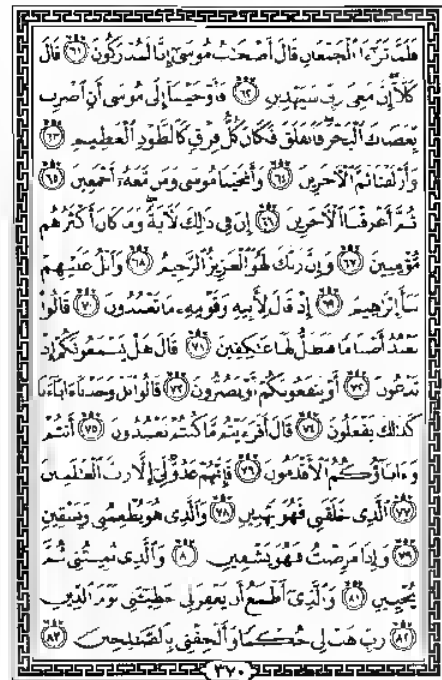 فَلَمَّا تَرَٰٓءَا ٱلْجَمْعَانِ قَالَ أَصْحَٰبُ مُوسَىٰٓ إِنَّا لَمُدْرَكُونَ ٦١ قَالَ
كَلَّآ إِنَّ مَعِىَ رَبِّى سَيَهْدِينِ ٦٢ فَأَوْحَيْنَآ إِلَىٰ مُوسَىٰٓ أَنِ ٱضْرِب
بِّعَصَاكَ ٱلْبَحْرَ فَٱنفَلَقَ فَكَانَ كُلُّ فِرْقٍ كَٱلطَّوْدِ ٱلْعَظِيمِ ٦٣
وَأَزْلَفْنَا ثَمَّ ٱلْأَخَرِينَ ٦٤ وَأَنجَيْنَا مُوسَىٰ وَمَن مَّعَهُۥٓ أَجْمَعِينَ ٦٥
ثُمَّ أَغْرَقْنَا ٱلْأَخَرِينَ ٦٦ إِنَّ فِى ذَٰلِكَ لَأَيَةً وَمَا كَانَ أَكْثَرُهُم
مُّؤْمِنِينَ ٦٧ وَإِنَّ رَبَّكَ لَهُوَ ٱلْعَزِيزُ ٱلرَّحِيمُ ٦٨ وَٱتْلُ عَلَيْهِمْ
نَبَأَ إِبْرَٰهِيمَ ٦٩ إِذْ قَالَ لِأَبِيهِ وَقَوْمِهِۦ مَا تَعْبُدُونَ ٧٠ قَالُوا۟
نَعْبُدُ أَصْنَامًا فَنَظَلُّ لَهَا عَٰكِفِينَ ٧١ قَالَ هَلْ يَسْمَعُونَكُمْ إِذْ
تَدْعُونَ ٧٢ أَوْ يَنفَعُونَكُمْ أَوْ يَضُرُّونَ ٧٣ قَالُوا۟ بَلْ وَجَدْنَآ ءَابَآءَنَا
كَذَٰلِكَ يَفْعَلُونَ ٧٤ قَالَ أَفَرَءَيْتُم مَّا كُنتُمْ تَعْبُدُونَ ٧٥ أَنتُمْ
وَءَابَآؤُكُمُ ٱلْأَقْدَمُونَ ٧٦ فَإِنَّهُمْ عَدُوٌّ لِّىٓ إِلَّا رَبَّ ٱلْعَٰلَمِينَ
٧٧ ٱلَّذِى خَلَقَنِى فَهُوَ يَهْدِينِ ٧٨ وَٱلَّذِى هُوَ يُطْعِمُنِى وَيَسْقِينِ
٧٩ وَإِذَا مَرِضْتُ فَهُوَ يَشْفِينِ ٨٠ وَٱلَّذِى يُمِيتُنِى ثُمَّ
يُحْيِينِ ٨١ وَٱلَّذِىٓ أَطْمَعُ أَن يَغْفِرَ لِى خَطِيٓـَٔتِى يَوْمَ ٱلدِّينِ
٨٢ رَبِّ هَبْ لِى حُكْمًا وَأَلْحِقْنِى بِٱلصَّٰلِحِينَ ٨٣
٣٧٠